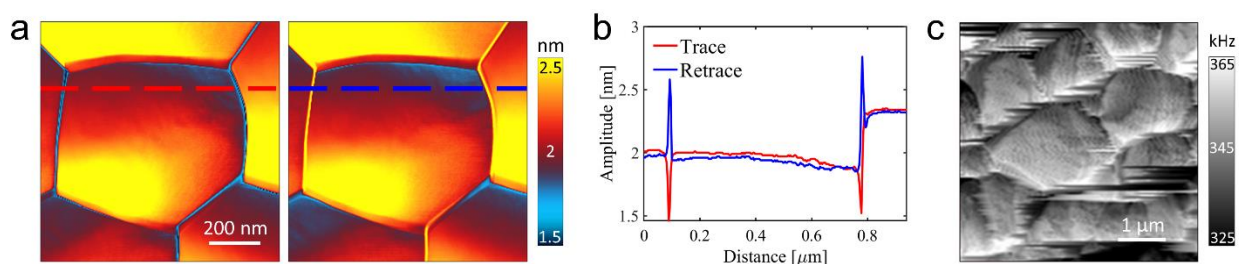 a
nm
2.5
2
1.5
200 nm
b
Amplitude [nm]
3
2.5
2
1.5
Trace
Retrace
0 0.2 0.4 0.6 0.8
Distance [μm]
c
kHz
365
345
325
1 μm